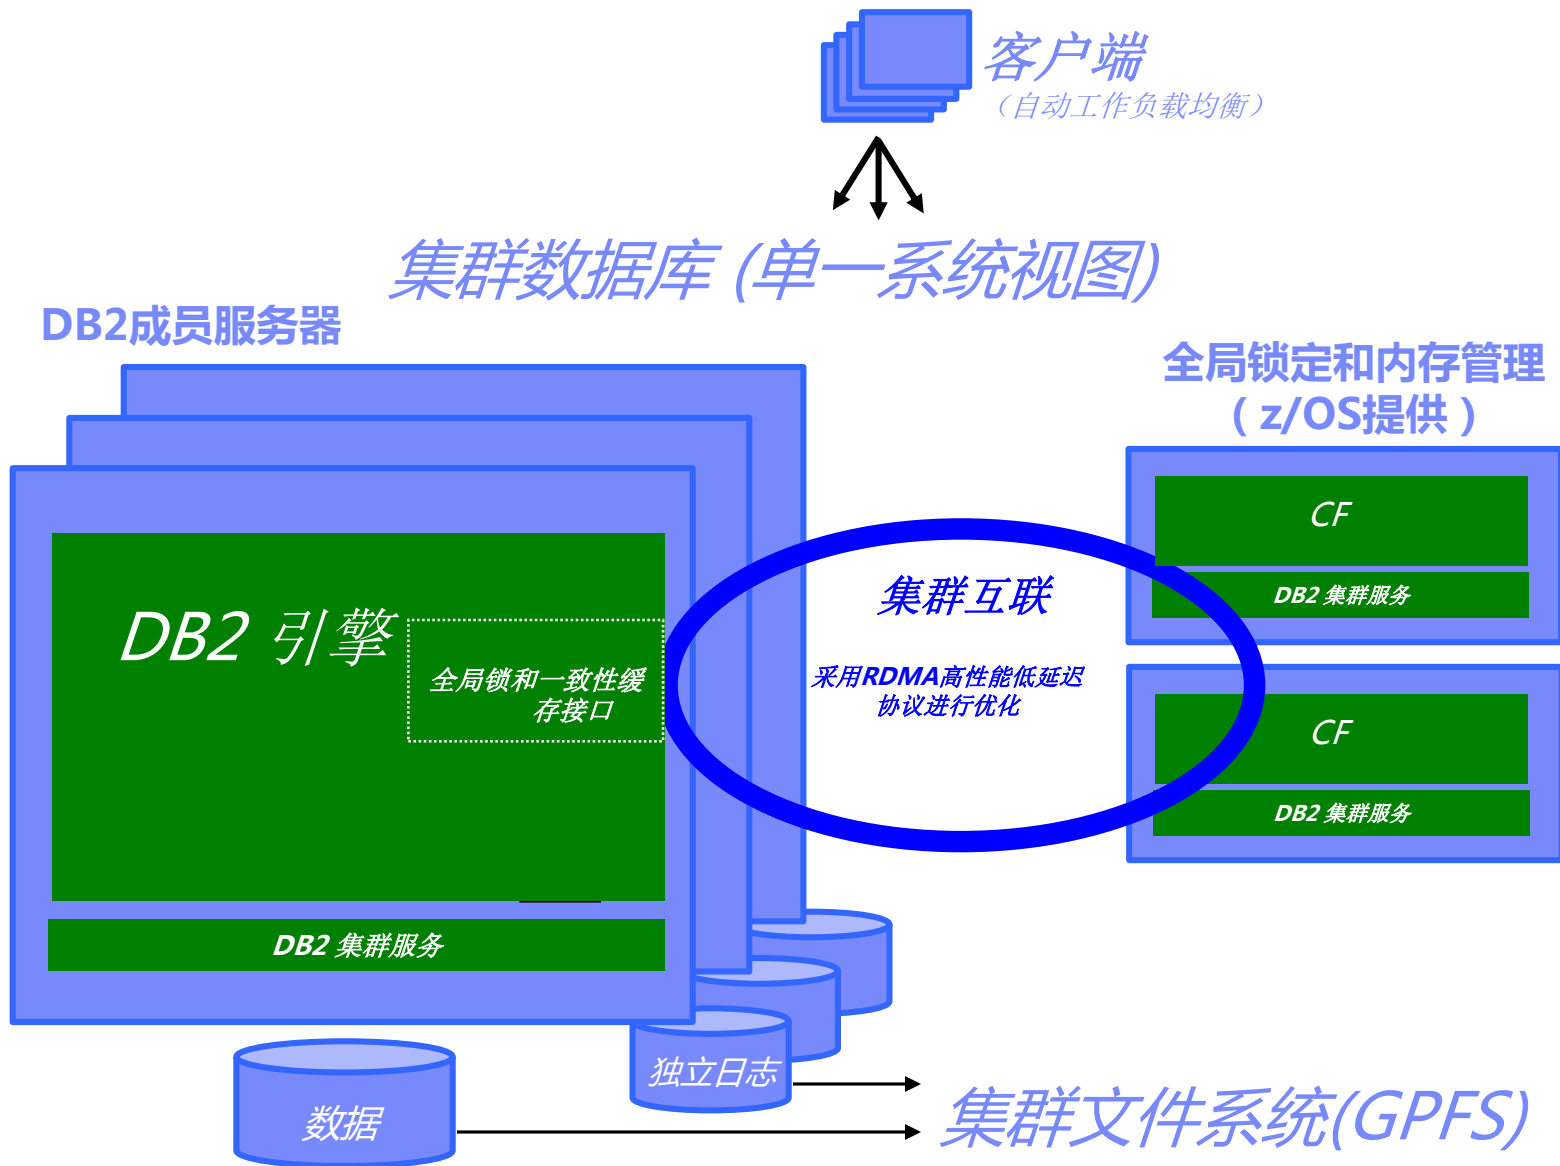 客户端
（自动工作负载均衡）
集群数据库 (单一系统视图)
DB2成员服务器
全局锁定和内存管理
（z/OS提供）
CF
DB2 集群服务
集群互联
采用RDMA高性能低延迟
协议进行优化
DB2 引擎
全局锁和一致性缓
存接口
CF
DB2 集群服务
DB2 集群服务
独立日志
数据
集群文件系统(GPFS)